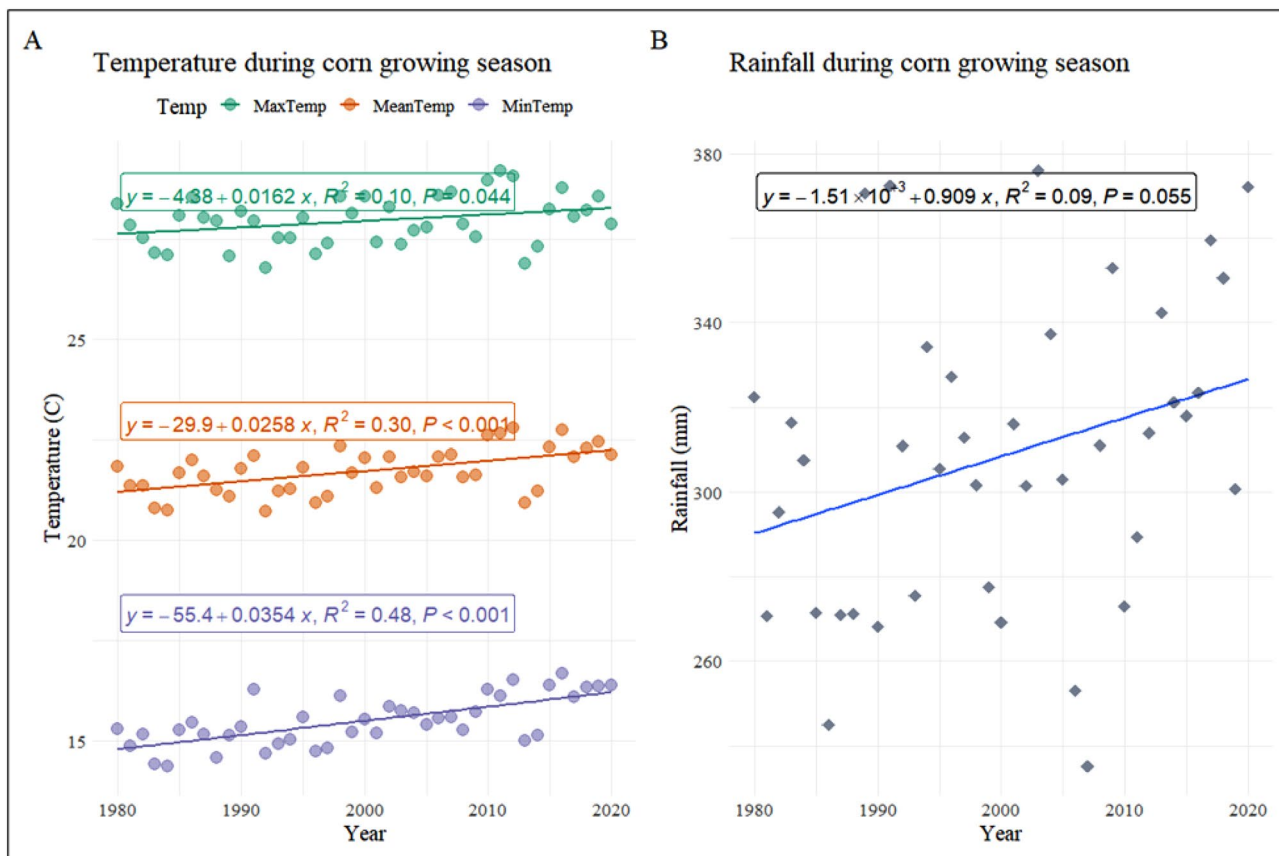 A
Temperature during corn growing season
Temp MaxTemp MeanTemp MinTemp
y = −4.38 + 0.0162 x, R² = 0.10, P = 0.044
25
y = −29.9 + 0.0258 x, R² = 0.30, P < 0.001
20
y = −55.4 + 0.0354 x, R² = 0.48, P < 0.001
15
Temperature (C)
1980 1990 2000 2010 2020
Year
B
Rainfall during corn growing season
380
y = −1.51 × 10⁺³ + 0.909 x, R² = 0.09, P = 0.055
340
300
260
Rainfall (mm)
1980 1990 2000 2010 2020
Year